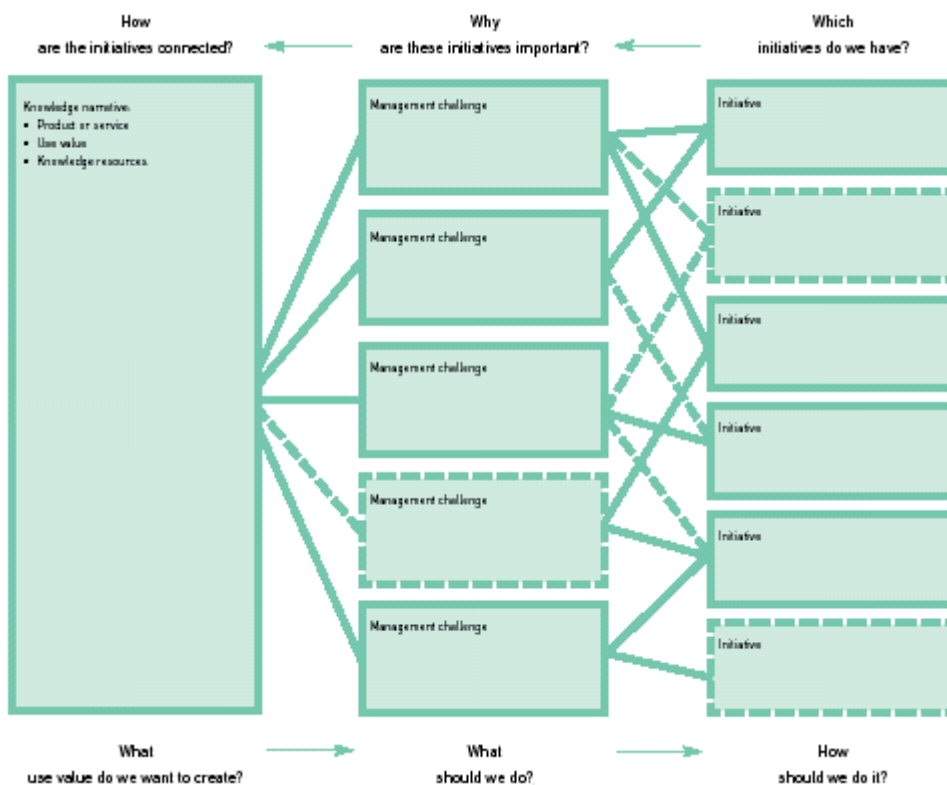 How
are the initiatives connected?
Why
are these initiatives important?
Which
initiatives do we have?
Knowledge narrative:
• Product or service
• Use value
• Knowledge resources.
Management challenge
Management challenge
Management challenge
Management challenge
Management challenge
Initiative
Initiative
Initiative
Initiative
Initiative
Initiative
What
use value do we want to create?
What
should we do?
How
should we do it?